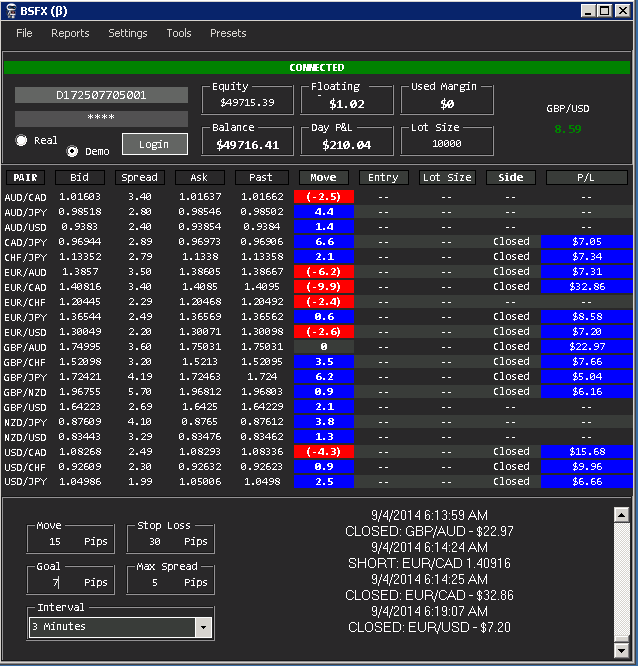 BSFX (β)
File Reports Settings Tools Presets
CONNECTED
D172507705001
****
Real Demo Login
Equity
$49715.39
Floating
$1.02
Used Margin
$0
Balance
$49716.41
Day P&L
$210.04
Lot Size
10000
GBP/USD
8.59
PAIR Bid Spread Ask Past Move Entry Lot Size Side P/L
AUD/CAD 1.01603 3.40 1.01637 1.01662 (-2.5) -- -- -- --
AUD/JPY 0.98518 2.80 0.98546 0.98502 4.4 -- -- -- --
AUD/USD 0.9383 2.40 0.93854 0.9384 1.4 -- -- -- --
CAD/JPY 0.96944 2.89 0.96973 0.96906 6.6 -- -- Closed $7.05
CHF/JPY 1.13352 2.79 1.1338 1.13358 2.1 -- -- Closed $7.34
EUR/AUD 1.3857 3.50 1.38605 1.38667 (-6.2) -- -- Closed $7.31
EUR/CAD 1.40816 3.40 1.4085 1.4095 (-9.9) -- -- Closed $32.86
EUR/CHF 1.20445 2.29 1.20468 1.20492 (-2.4) -- -- -- --
EUR/JPY 1.36544 2.49 1.36569 1.36562 0.6 -- -- Closed $8.58
EUR/USD 1.30049 2.20 1.30071 1.30098 (-2.6) -- -- Closed $7.20
GBP/AUD 1.74995 3.60 1.75031 1.75031 0 -- -- Closed $22.97
GBP/CHF 1.52098 3.20 1.5213 1.52095 3.5 -- -- Closed $7.66
GBP/JPY 1.72421 4.19 1.72463 1.724 6.2 -- -- Closed $5.04
GBP/NZD 1.96755 5.70 1.96812 1.96803 0.9 -- -- Closed $6.16
GBP/USD 1.64223 2.69 1.6425 1.64229 2.1 -- -- -- --
NZD/JPY 0.87609 4.10 0.8765 0.87612 3.8 -- -- -- --
NZD/USD 0.83443 3.29 0.83476 0.83462 1.3 -- -- -- --
USD/CAD 1.08268 2.49 1.08293 1.08336 (-4.3) -- -- Closed $15.68
USD/CHF 0.92609 2.30 0.92632 0.92623 0.9 -- -- Closed $9.96
USD/JPY 1.04986 1.99 1.05006 1.0498 2.5 -- -- Closed $6.66
Move
15 Pips
Stop Loss
30 Pips
Goal
7 Pips
Max Spread
5 Pips
Interval
3 Minutes
9/4/2014 6:13:59 AM
CLOSED: GBP/AUD - $22.97
9/4/2014 6:14:24 AM
SHORT: EUR/CAD 1.40916
9/4/2014 6:14:25 AM
CLOSED: EUR/CAD - $32.86
9/4/2014 6:19:07 AM
CLOSED: EUR/USD - $7.20